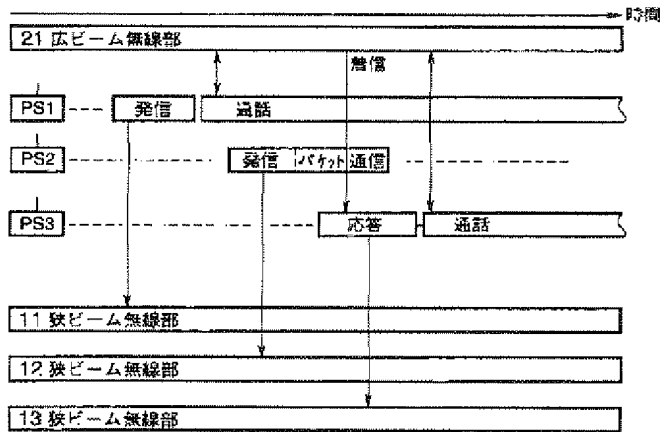 時間
21 広ビーム無線部
着信
PS1 発信 通話
PS2 発信 パケット通信
PS3 応答 通話
11 狭ビーム無線部
12 狭ビーム無線部
13 狭ビーム無線部